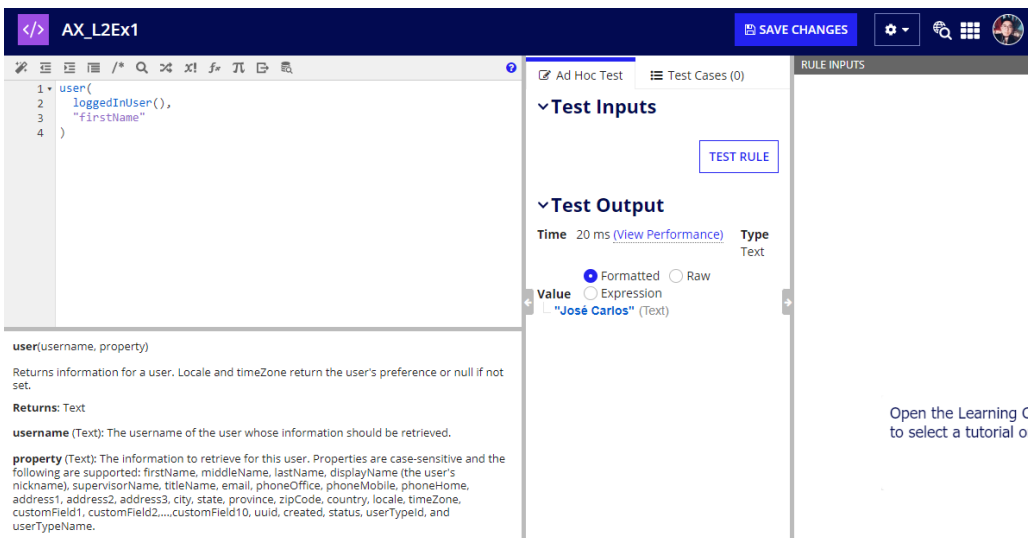 </> AX_L2Ex1
SAVE CHANGES
/* x! fx π
Ad Hoc Test
Test Cases (0)
RULE INPUTS
1 user(
2 loggedInUser(),
3 "firstName"
4 )
Test Inputs
TEST RULE
Test Output
Time 20 ms (View Performance) Type
Text
Formatted Raw
Value Expression
"José Carlos" (Text)
user(username, property)
Returns information for a user. Locale and timeZone return the user's preference or null if not
set.
Returns: Text
username (Text): The username of the user whose information should be retrieved.
property (Text): The information to retrieve for this user. Properties are case-sensitive and the
following are supported: firstName, middleName, lastName, displayName (the user's
nickname), supervisorName, titleName, email, phoneOffice, phoneMobile, phoneHome,
address1, address2, address3, city, state, province, zipCode, country, locale, timeZone,
customField1, customField2,...,customField10, uuid, created, status, userTypeId, and
userTypeName.
Open the Learning
to select a tutorial